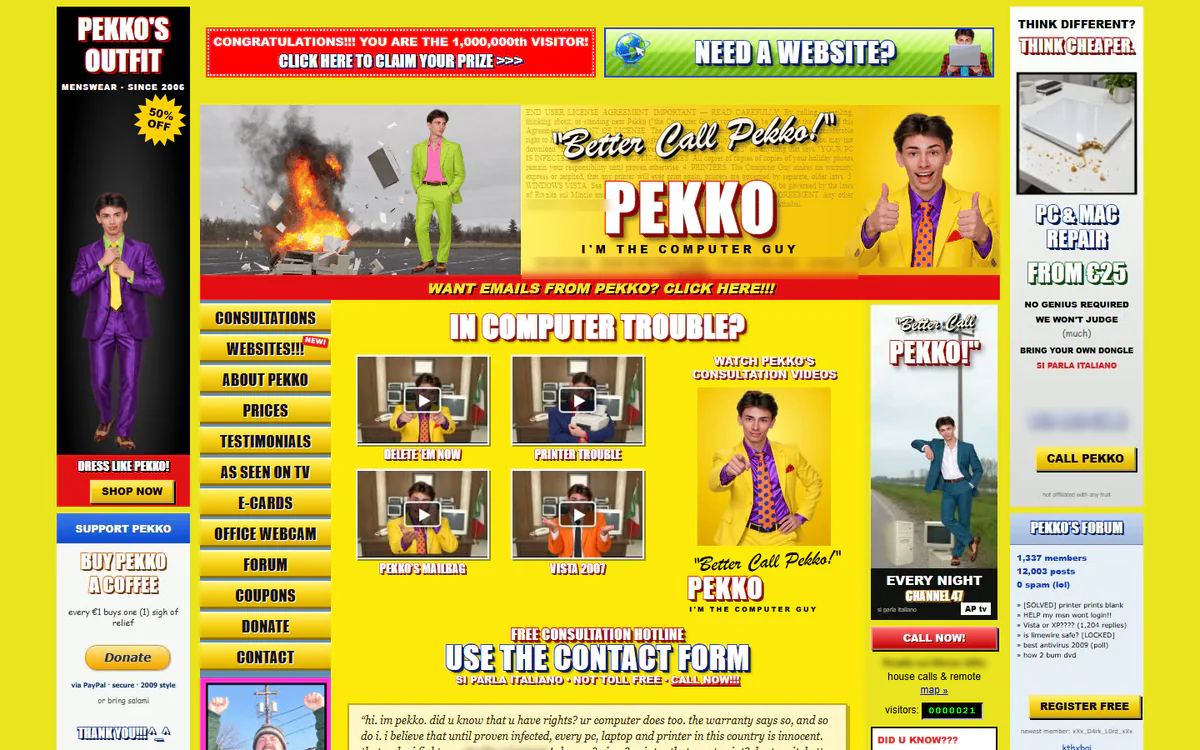 PEKKO'S
OUTFIT
MENSWEAR · SINCE 2006
50%
OFF
DRESS LIKE PEKKO!
SHOP NOW
SUPPORT PEKKO
BUY PEKKO
A COFFEE
every €1 buys one (1) sigh of
relief
Donate
via PayPal · secure · 2009 style
or bring salami
THANK YOU!!! ^_^
CONGRATULATIONS!!! YOU ARE THE 1,000,000th VISITOR!
CLICK HERE TO CLAIM YOUR PRIZE >>>
NEED A WEBSITE?
END USER LICENSE AGREEMENT IMPORTANT — READ CAREFULLY
"Better Call Pekko!"
PEKKO
I'M THE COMPUTER GUY
WANT EMAILS FROM PEKKO? CLICK HERE!!!
CONSULTATIONS
WEBSITES!!!
NEW!
ABOUT PEKKO
PRICES
TESTIMONIALS
AS SEEN ON TV
E-CARDS
OFFICE WEBCAM
FORUM
COUPONS
DONATE
CONTACT
IN COMPUTER TROUBLE?
DELETE 'EM NOW
PRINTER TROUBLE
PEKKO'S MAILBAG
VISTA 2007
WATCH PEKKO'S
CONSULTATION VIDEOS
"Better Call Pekko!"
PEKKO
I'M THE COMPUTER GUY
FREE CONSULTATION HOTLINE
USE THE CONTACT FORM
SI PARLA ITALIANO · NOT TOLL FREE · CALL NOW!!!
"hi. im pekko. did u know that u have rights? ur computer does too. the warranty says so, and so
do i. i believe that until proven infected, every pc, laptop and printer in this country is innocent.
"Better Call
PEKKO!"
EVERY NIGHT
CHANNEL 47
si parla italiano
AP tv
CALL NOW!
house calls & remote
map »
visitors: 0000021
DID U KNOW???
THINK DIFFERENT?
THINK CHEAPER.
PC & MAC
REPAIR
FROM €25
NO GENIUS REQUIRED
WE WON'T JUDGE
(much)
BRING YOUR OWN DONGLE
SI PARLA ITALIANO
CALL PEKKO
not affiliated with any fruit
PEKKO'S FORUM
1,337 members
12,003 posts
0 spam (lol)
» [SOLVED] printer prints blank
» HELP my msn wont login!!
» Vista or XP???? (1,204 replies)
» is limewire safe? [LOCKED]
» best antivirus 2009 (poll)
» how 2 burn dvd
REGISTER FREE
newest member: xXx_D4rk_L0rd_xXx
kthxbai